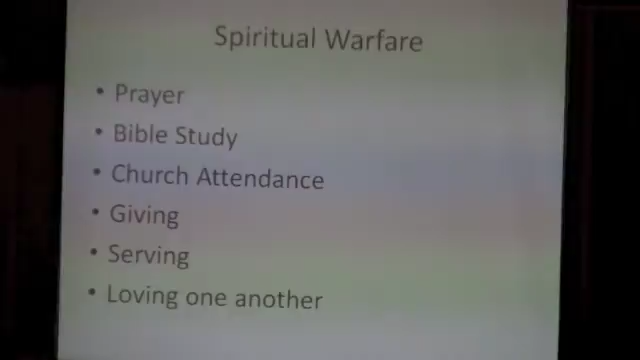 Spiritual Warfare
• Prayer
• Bible Study
• Church Attendance
• Giving
• Serving
• Loving one another